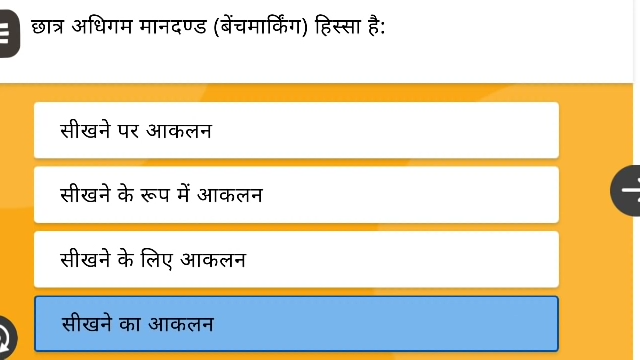 छात्र अधिगम मानदण्ड (बेंचमार्किंग) हिस्सा है:
सीखने पर आकलन
सीखने के रूप में आकलन
सीखने के लिए आकलन
सीखने का आकलन